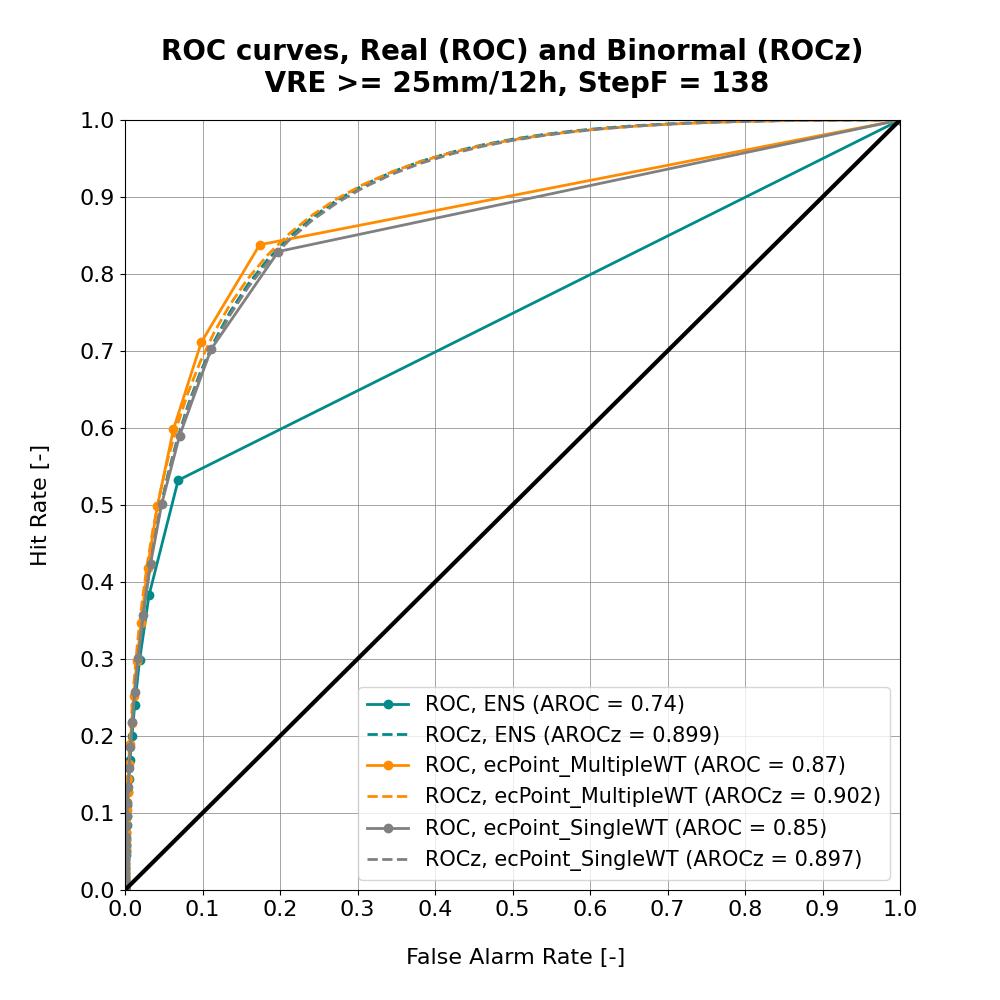 ROC curves, Real (ROC) and Binormal (ROCz)
VRE >= 25mm/12h, StepF = 138
1.0
0.9
0.8
0.7
0.6
0.5
0.4
0.3
0.2
0.1
0.0
Hit Rate [-]
ROC, ENS (AROC = 0.74)
ROCz, ENS (AROCz = 0.899)
ROC, ecPoint_MultipleWT (AROC = 0.87)
ROCz, ecPoint_MultipleWT (AROCz = 0.902)
ROC, ecPoint_SingleWT (AROC = 0.85)
ROCz, ecPoint_SingleWT (AROCz = 0.897)
0.0 0.1 0.2 0.3 0.4 0.5 0.6 0.7 0.8 0.9 1.0
False Alarm Rate [-]